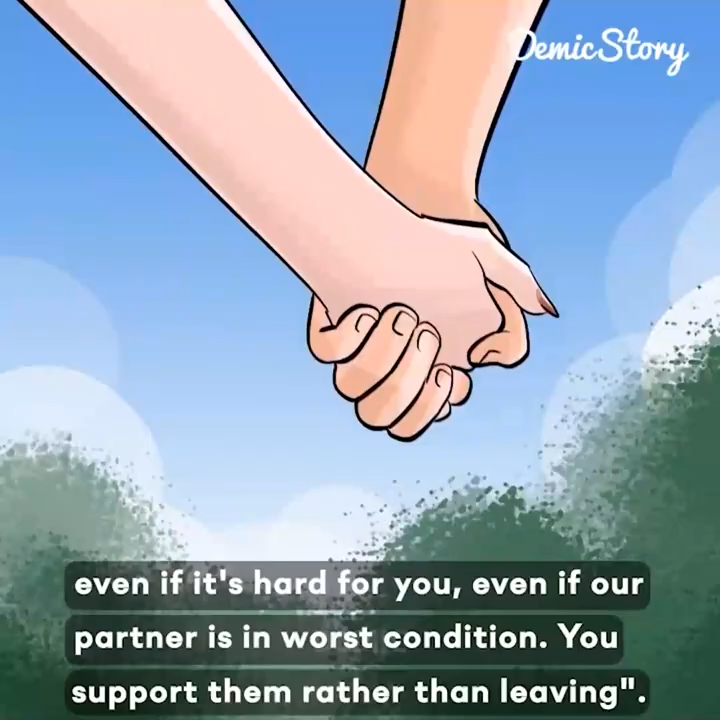 DemicStory
even if it's hard for you, even if our
partner is in worst condition. You
support them rather than leaving".